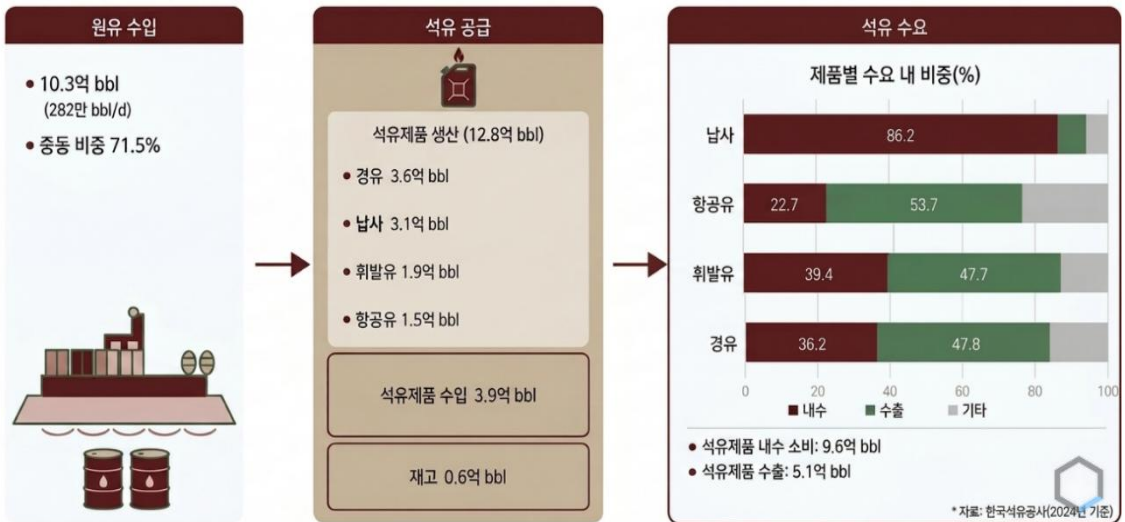 원유 수입
• 10.3억 bbl
(282만 bbl/d)
• 중동 비중 71.5%
석유 공급
석유제품 생산 (12.8억 bbl)
• 경유 3.6억 bbl
• 납사 3.1억 bbl
• 휘발유 1.9억 bbl
• 항공유 1.5억 bbl
석유제품 수입 3.9억 bbl
재고 0.6억 bbl
석유 수요
제품별 수요 내 비중(%)
납사 86.2
항공유 22.7 53.7
휘발유 39.4 47.7
경유 36.2 47.8
0 20 40 60 80 100
내수 수출 기타
• 석유제품 내수 소비: 9.6억 bbl
• 석유제품 수출: 5.1억 bbl
* 자료: 한국석유공사(2024년 기준)